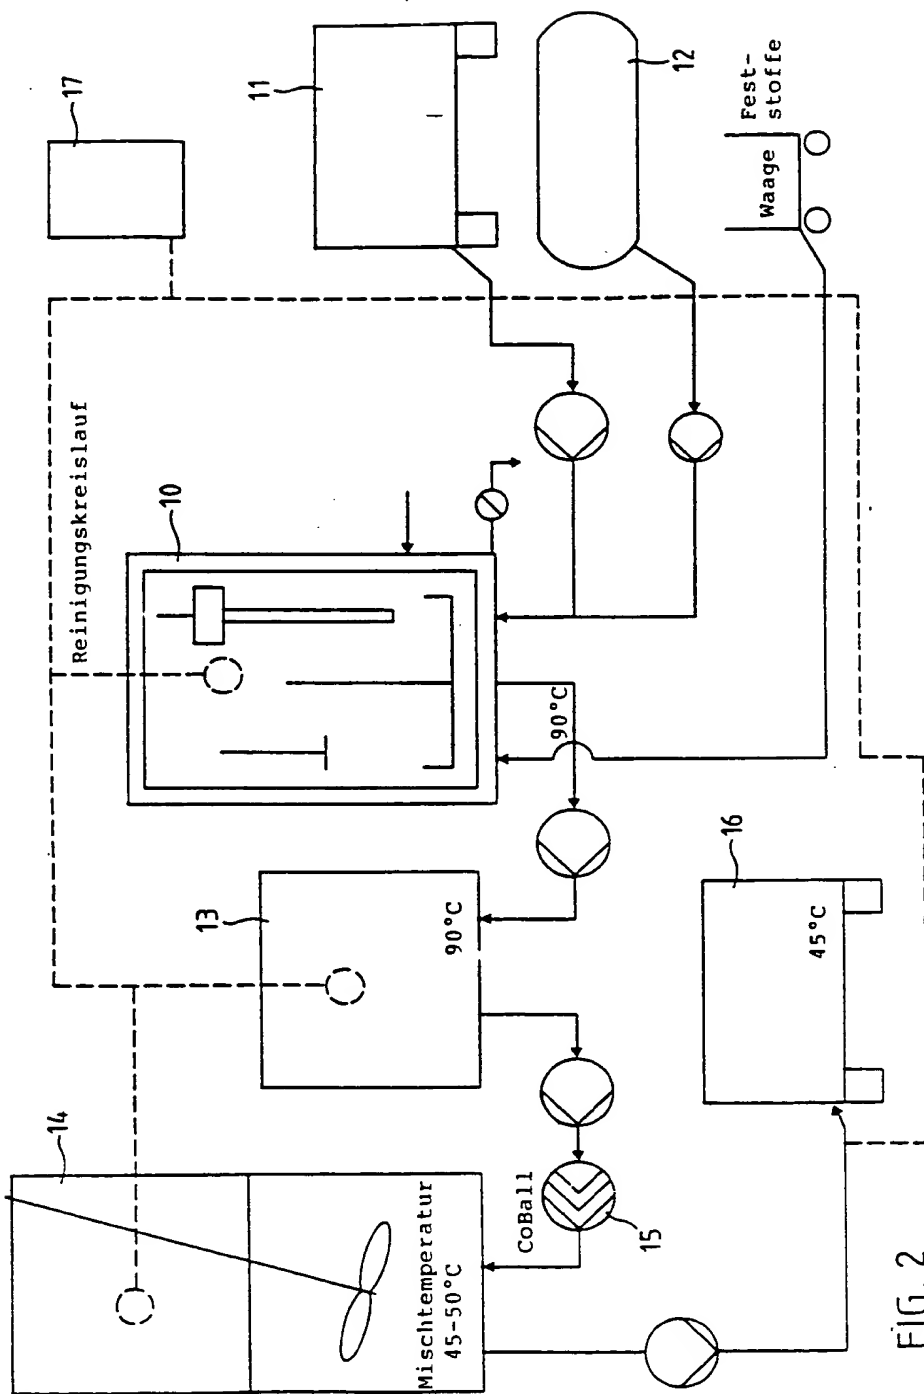 14
Mischtemperatur
45-50°C
CoBall
15
13
90°C
Reinigungskreislauf
10
90°C
16
45°C
17
11
12
Waage
Fest-
stoffe
FIG. 2